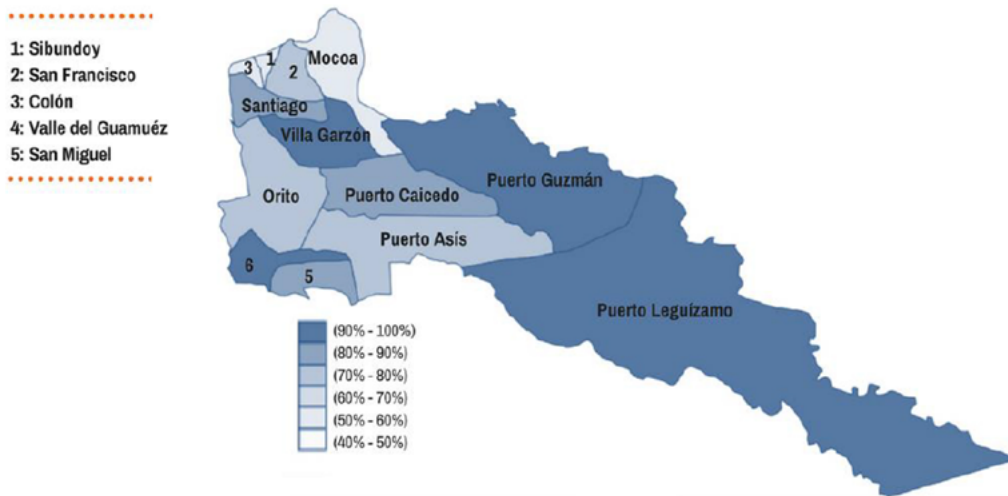 1: Sibundoy
2: San Francisco
3: Colón
4: Valle del Guamuéz
5: San Miguel
Mocoa
1
2
3
Santiago
Villa Garzón
Puerto Guzmán
Orito
Puerto Caicedo
Puerto Asís
6
5
Puerto Leguízamo
(90% - 100%)
(80% - 90%)
(70% - 80%)
(60% - 70%)
(50% - 60%)
(40% - 50%)